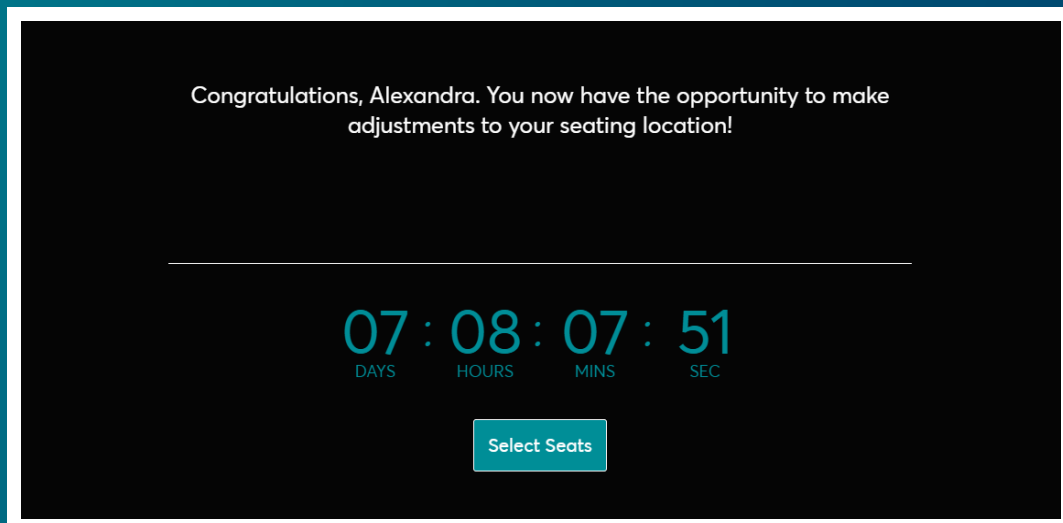 Congratulations, Alexandra. You now have the opportunity to make
adjustments to your seating location!
07 : 08 : 07 : 51
DAYS HOURS MINS SEC
Select Seats